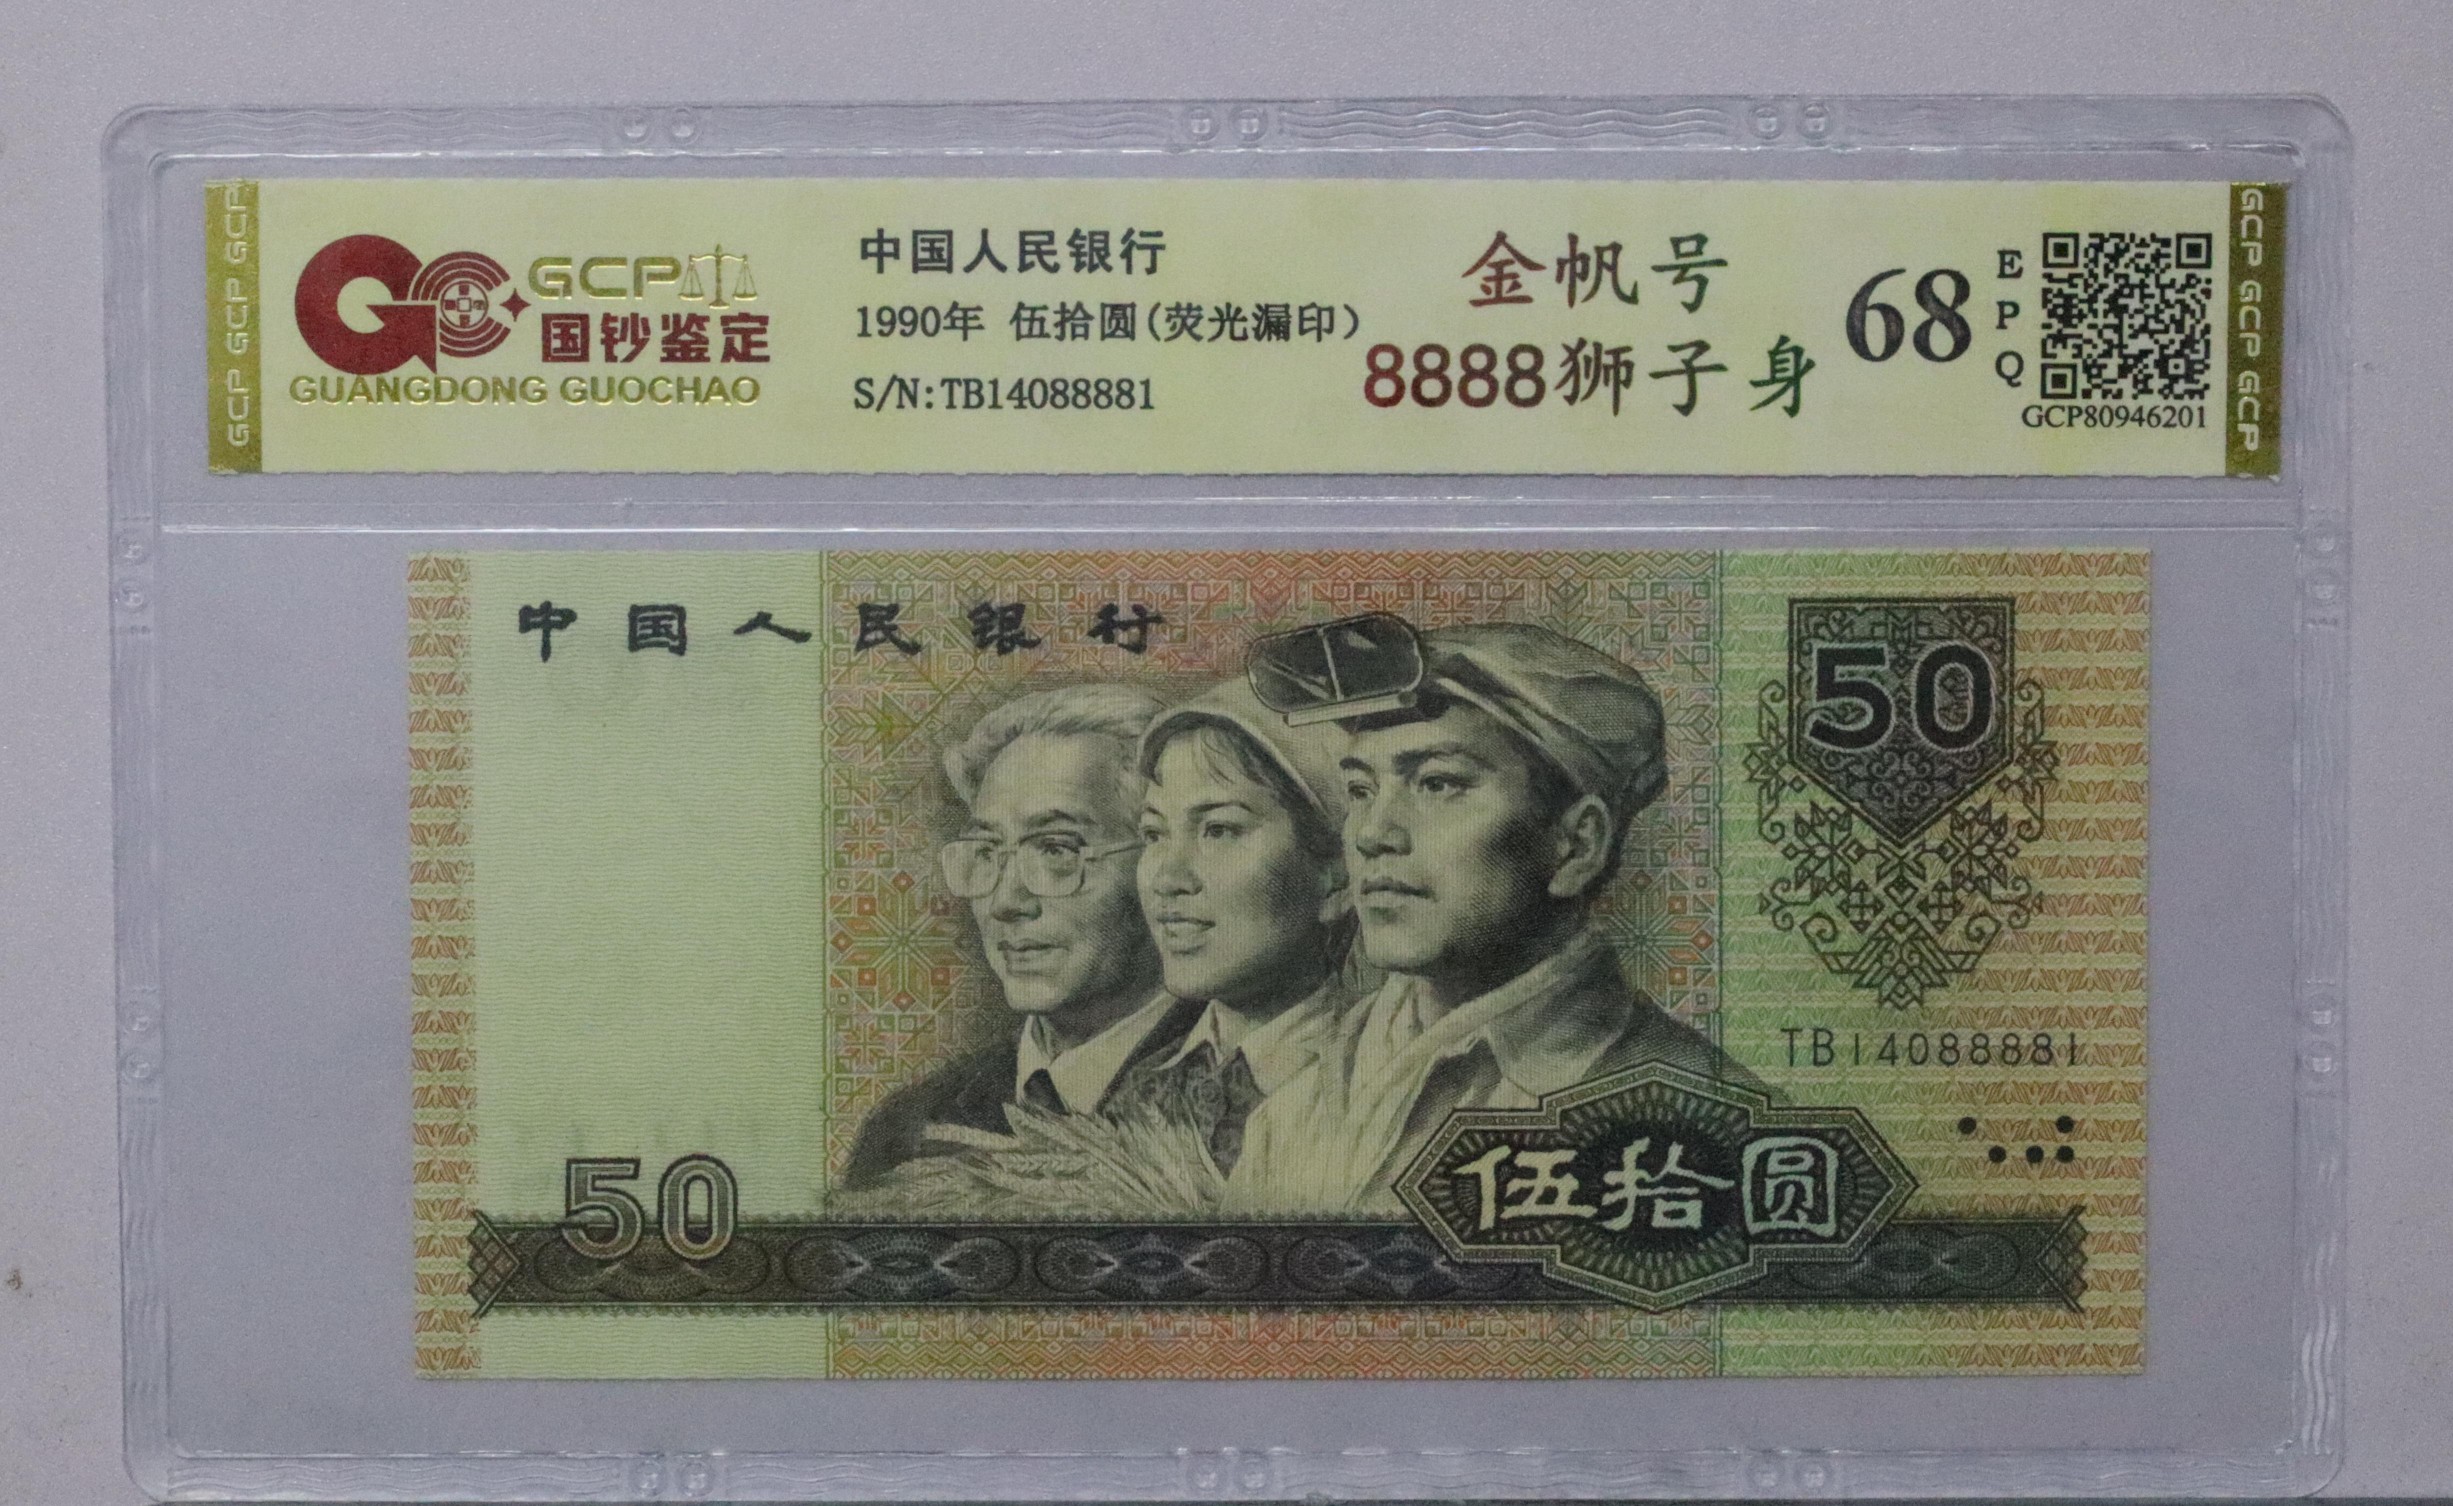 GCP 国钞鉴定
GUANGDONG GUOCHAO
GCP GCP GCP GCP
中国人民银行
1990年 伍拾圆(荧光漏印)
S/N:TB14088881
金帆号
8888狮子身
68
EPQ
GCP80946201
GCP GCP GCP GCP
中国人民银行
50
TB14088881
50
伍拾圆